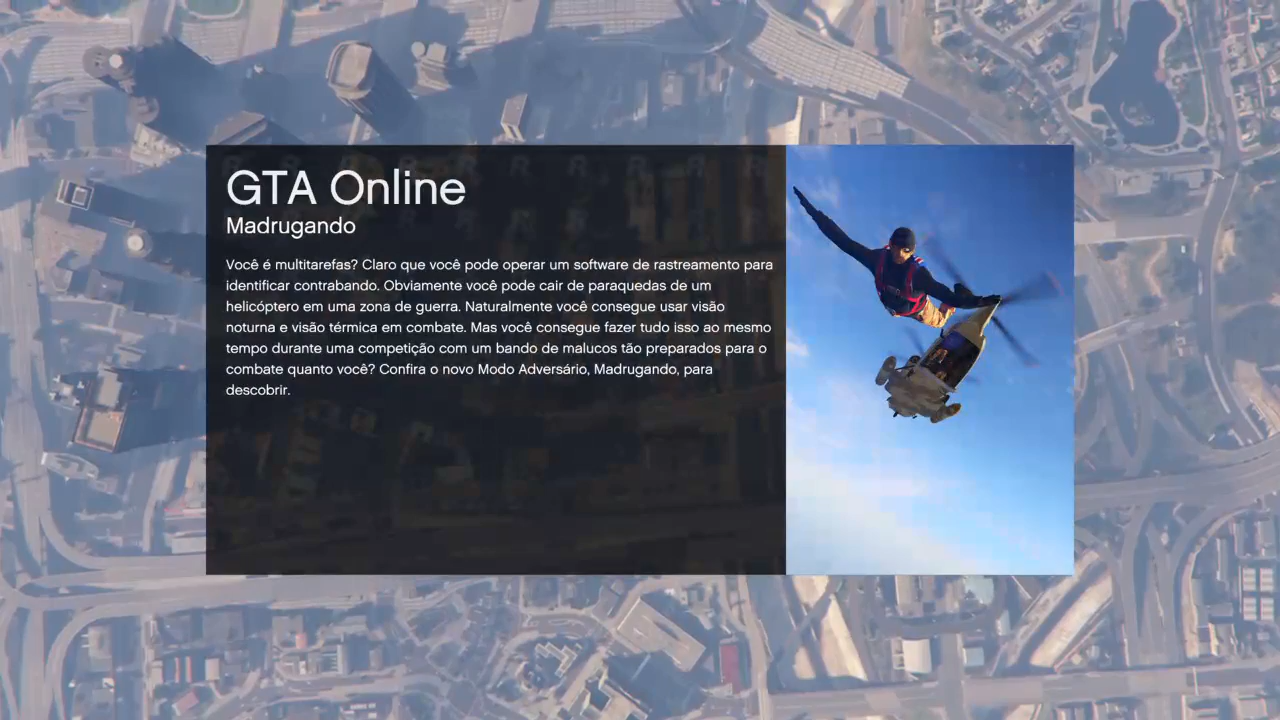 GTA Online
Madrugando
Você é multitarefas? Claro que você pode operar um software de rastreamento para
identificar contrabando. Obviamente você pode cair de paraquedas de um
helicóptero em uma zona de guerra. Naturalmente você consegue usar visão
noturna e visão térmica em combate. Mas você consegue fazer tudo isso ao mesmo
tempo durante uma competição com um bando de malucos tão preparados para o
combate quanto você? Confira o novo Modo Adversário, Madrugando, para
descobrir.